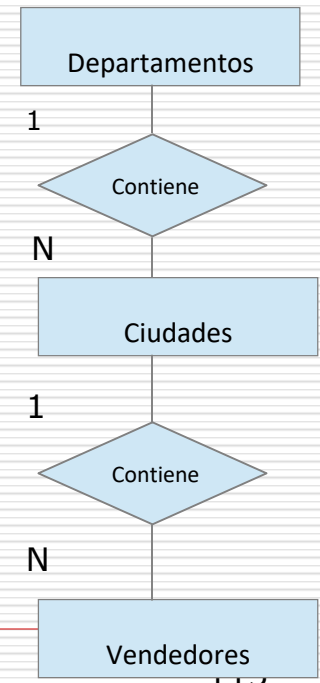 Departamentos
1
Contiene
N
Ciudades
1
Contiene
N
Vendedores